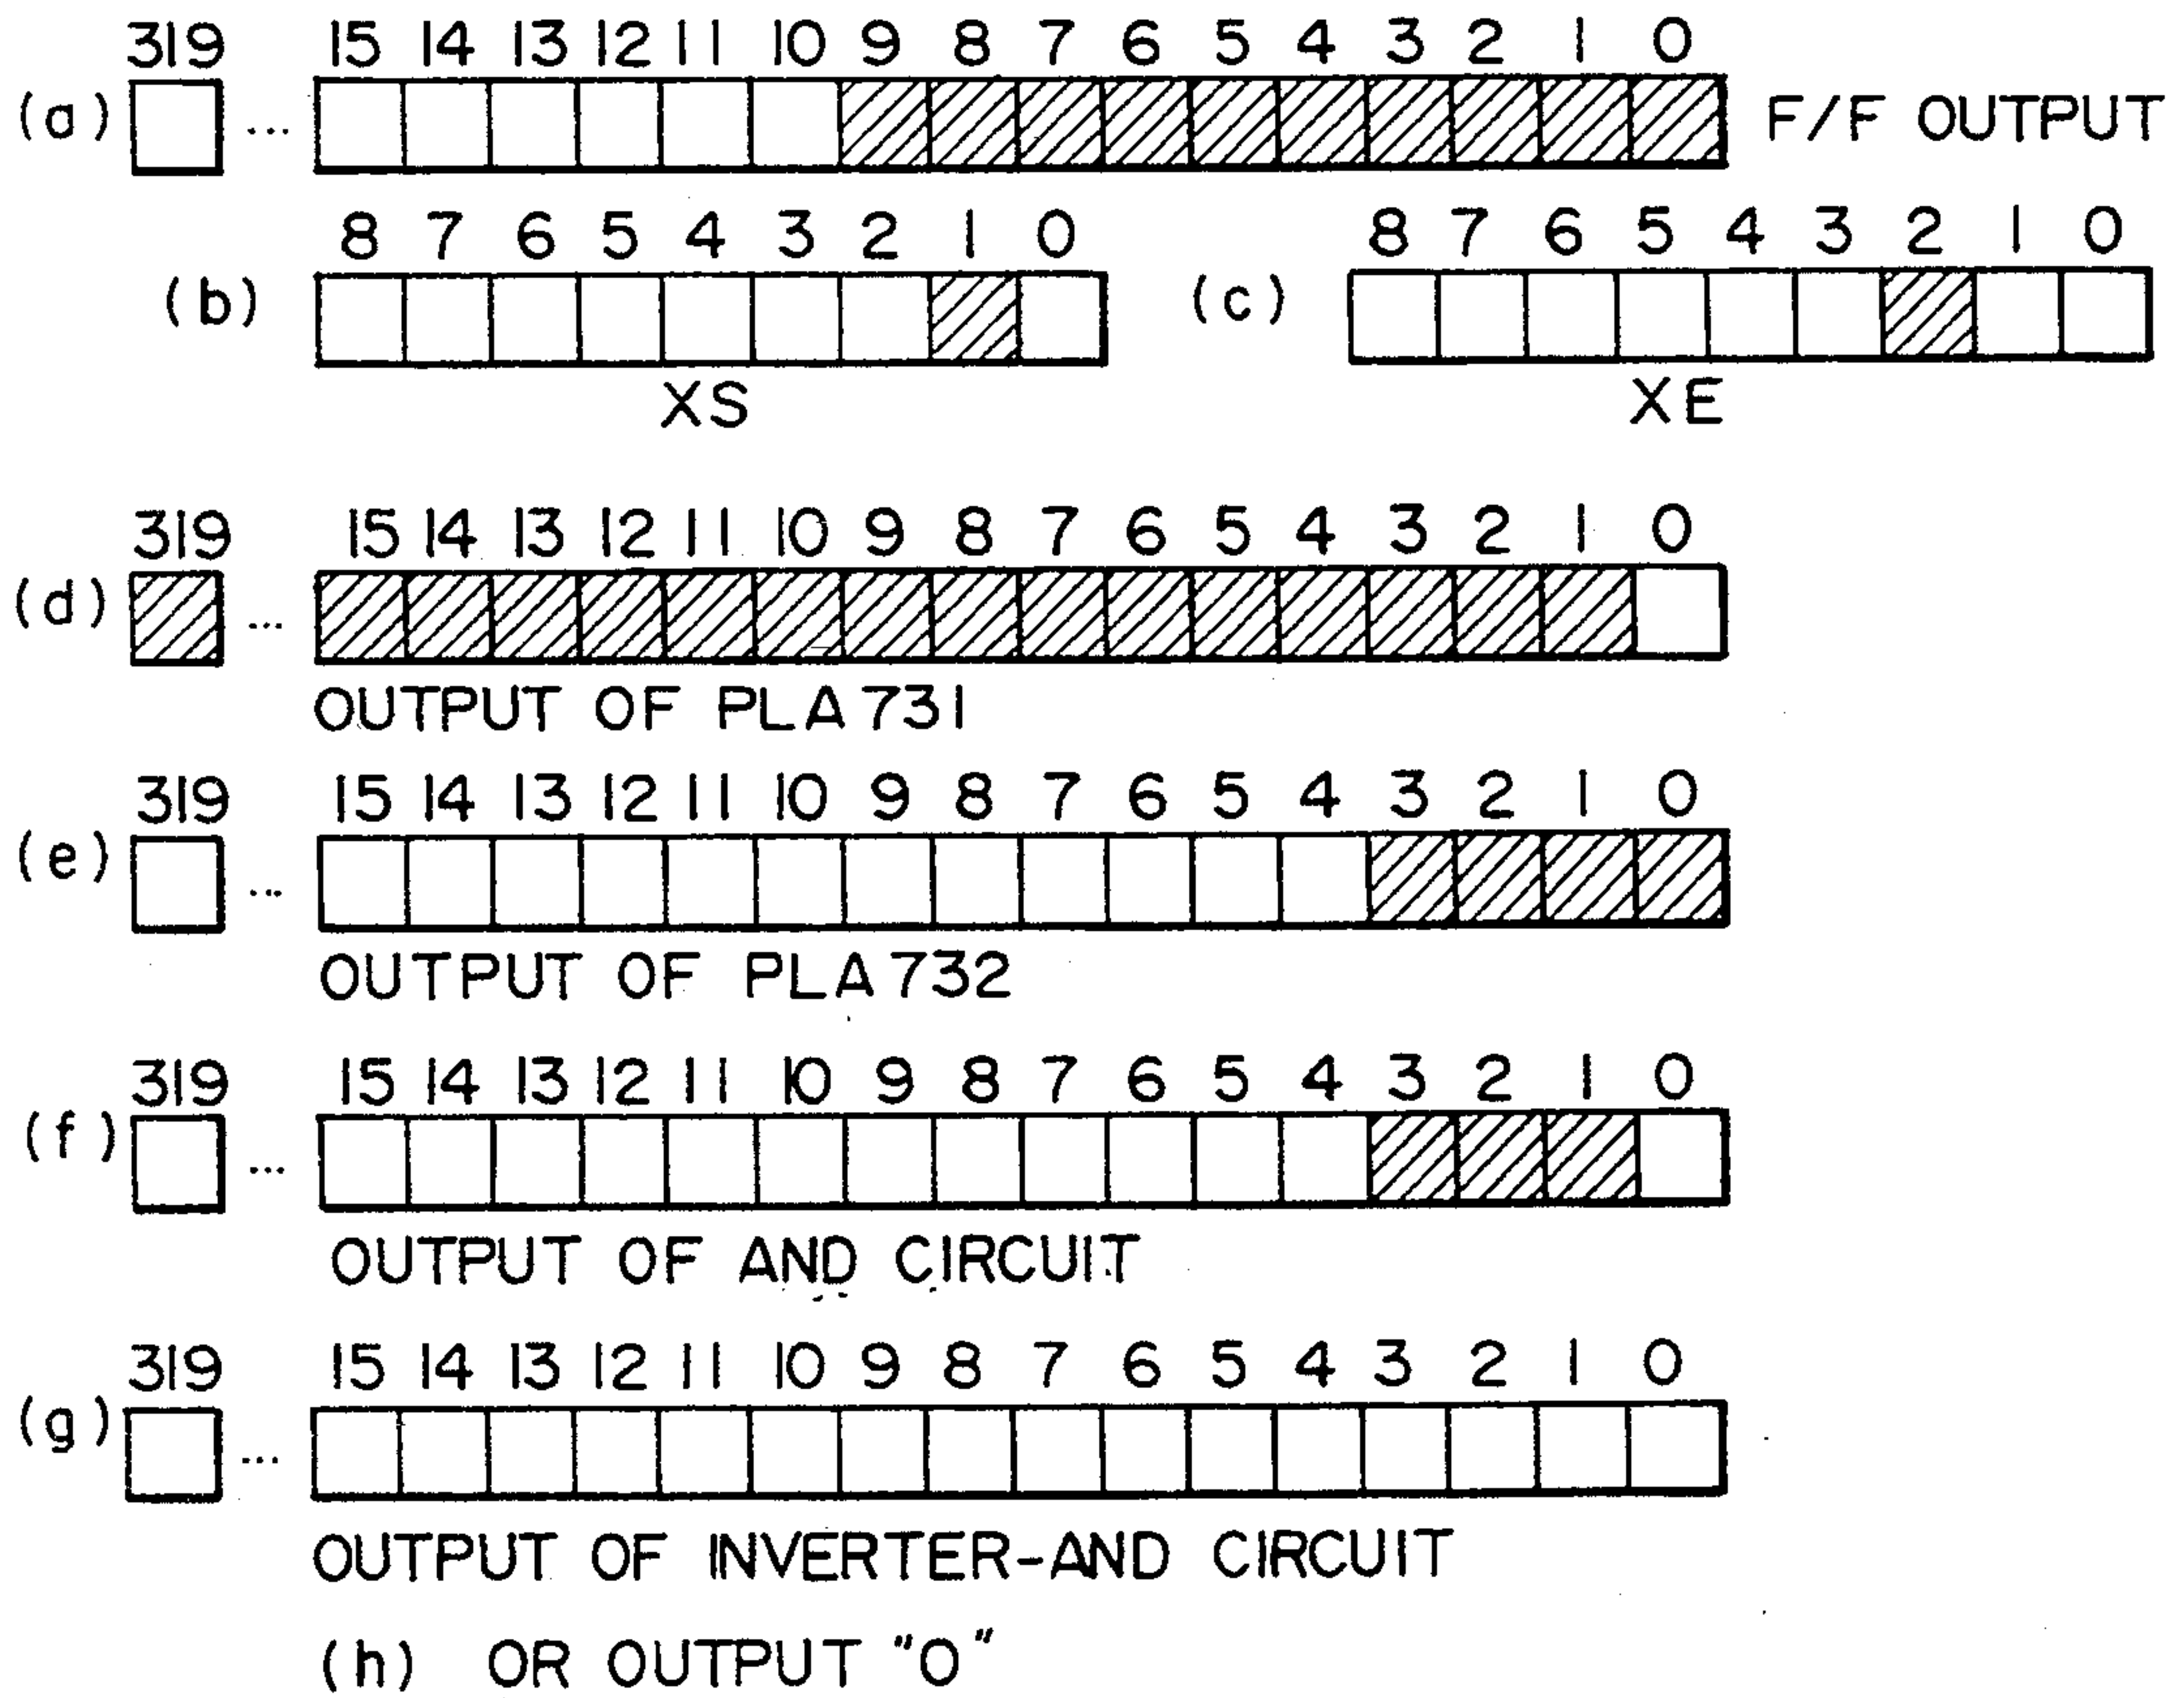 319 15 14 13 12 11 10 9 8 7 6 5 4 3 2 1 0
(a) ... F/F OUTPUT
8 7 6 5 4 3 2 1 0 8 7 6 5 4 3 2 1 0
(b) (c)
XS XE
319 15 14 13 12 11 10 9 8 7 6 5 4 3 2 1 0
(d) ...
OUTPUT OF PLA731
319 15 14 13 12 11 10 9 8 7 6 5 4 3 2 1 0
(e) ...
OUTPUT OF PLA732
319 15 14 13 12 11 10 9 8 7 6 5 4 3 2 1 0
(f) ...
OUTPUT OF AND CIRCUIT
319 15 14 13 12 11 10 9 8 7 6 5 4 3 2 1 0
(g) ...
OUTPUT OF INVERTER-AND CIRCUIT
(h) OR OUTPUT "0"